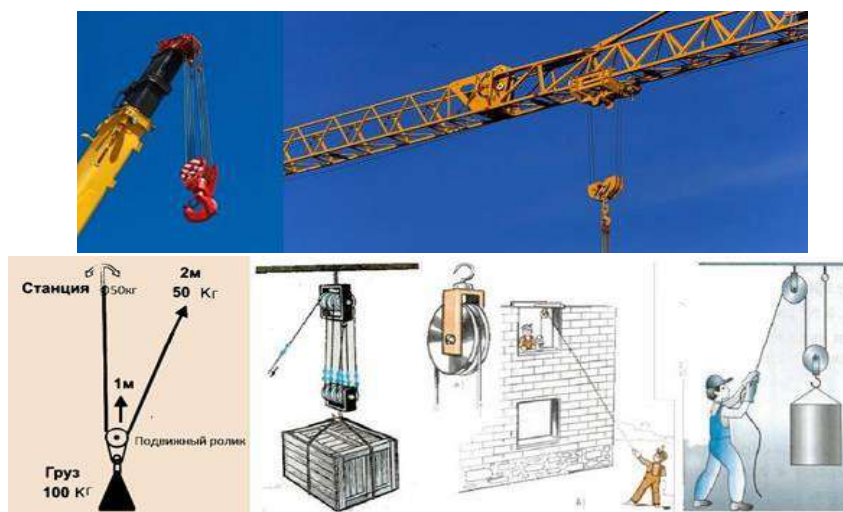 2м
Станция 50кг 50 Кг
1м
Подвижный ролик
Груз
100 Кг